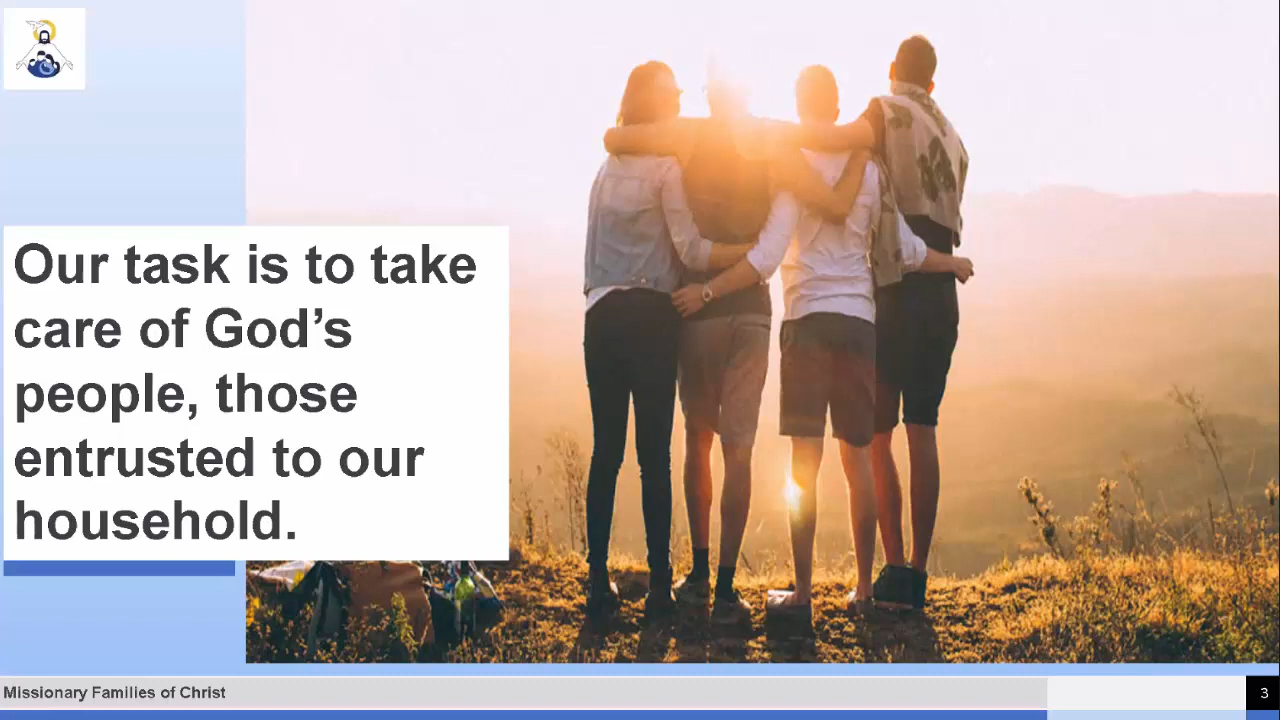 Our task is to take
care of God’s
people, those
entrusted to our
household.
Missionary Families of Christ
3